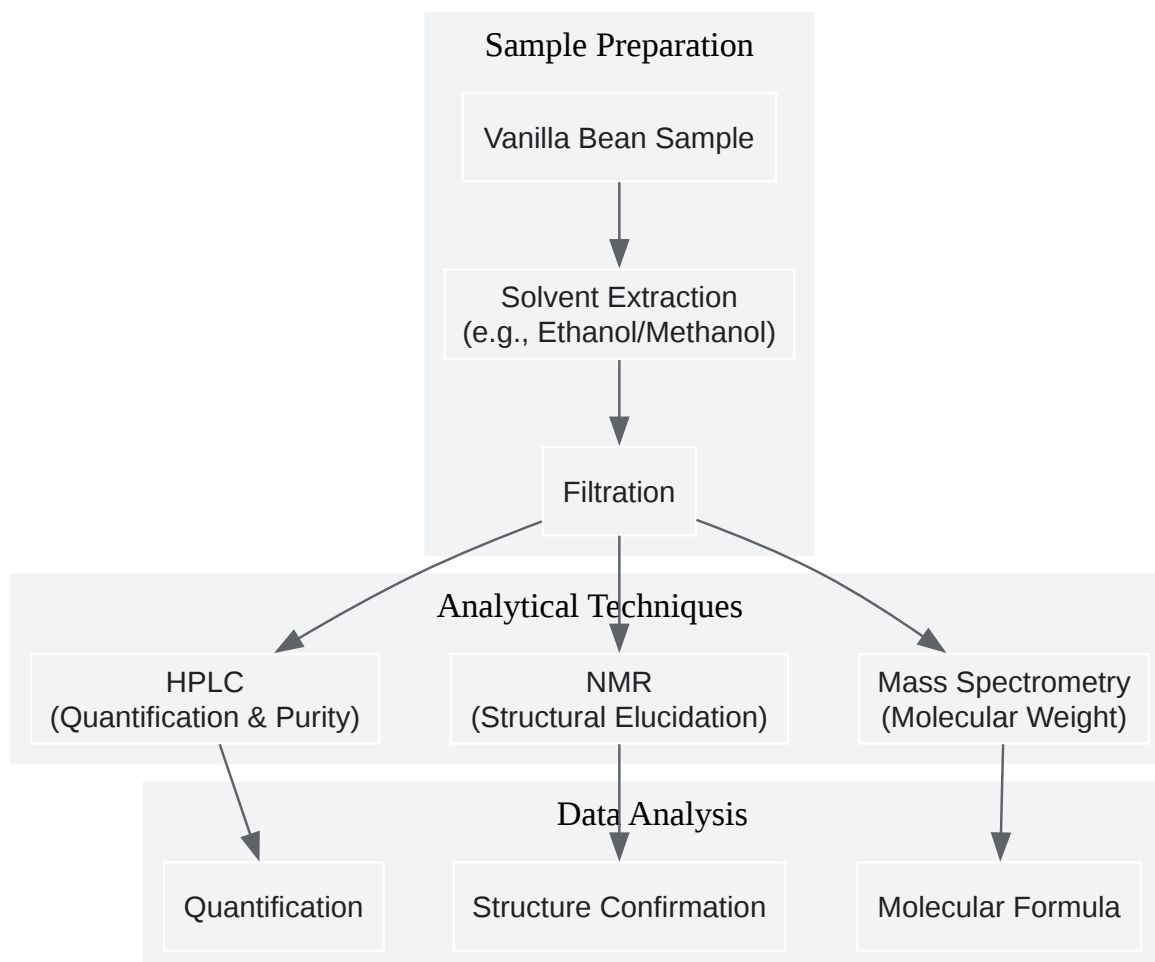 Sample Preparation
Vanilla Bean Sample
Solvent Extraction
(e.g., Ethanol/Methanol)
Filtration
Analytical Techniques
HPLC
(Quantification & Purity)
NMR
(Structural Elucidation)
Mass Spectrometry
(Molecular Weight)
Data Analysis
Quantification
Structure Confirmation
Molecular Formula